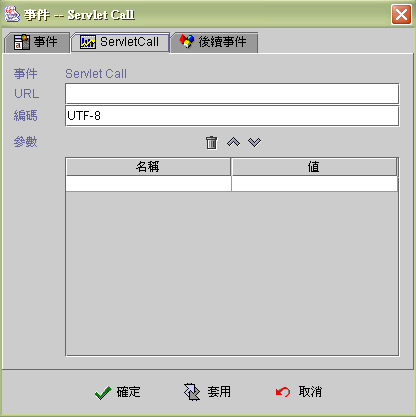 事件 -- Servlet Call
事件 ServletCall 後續事件
事件 Servlet Call
URL
編碼 UTF-8
參數
名稱 值
確定 套用 取消